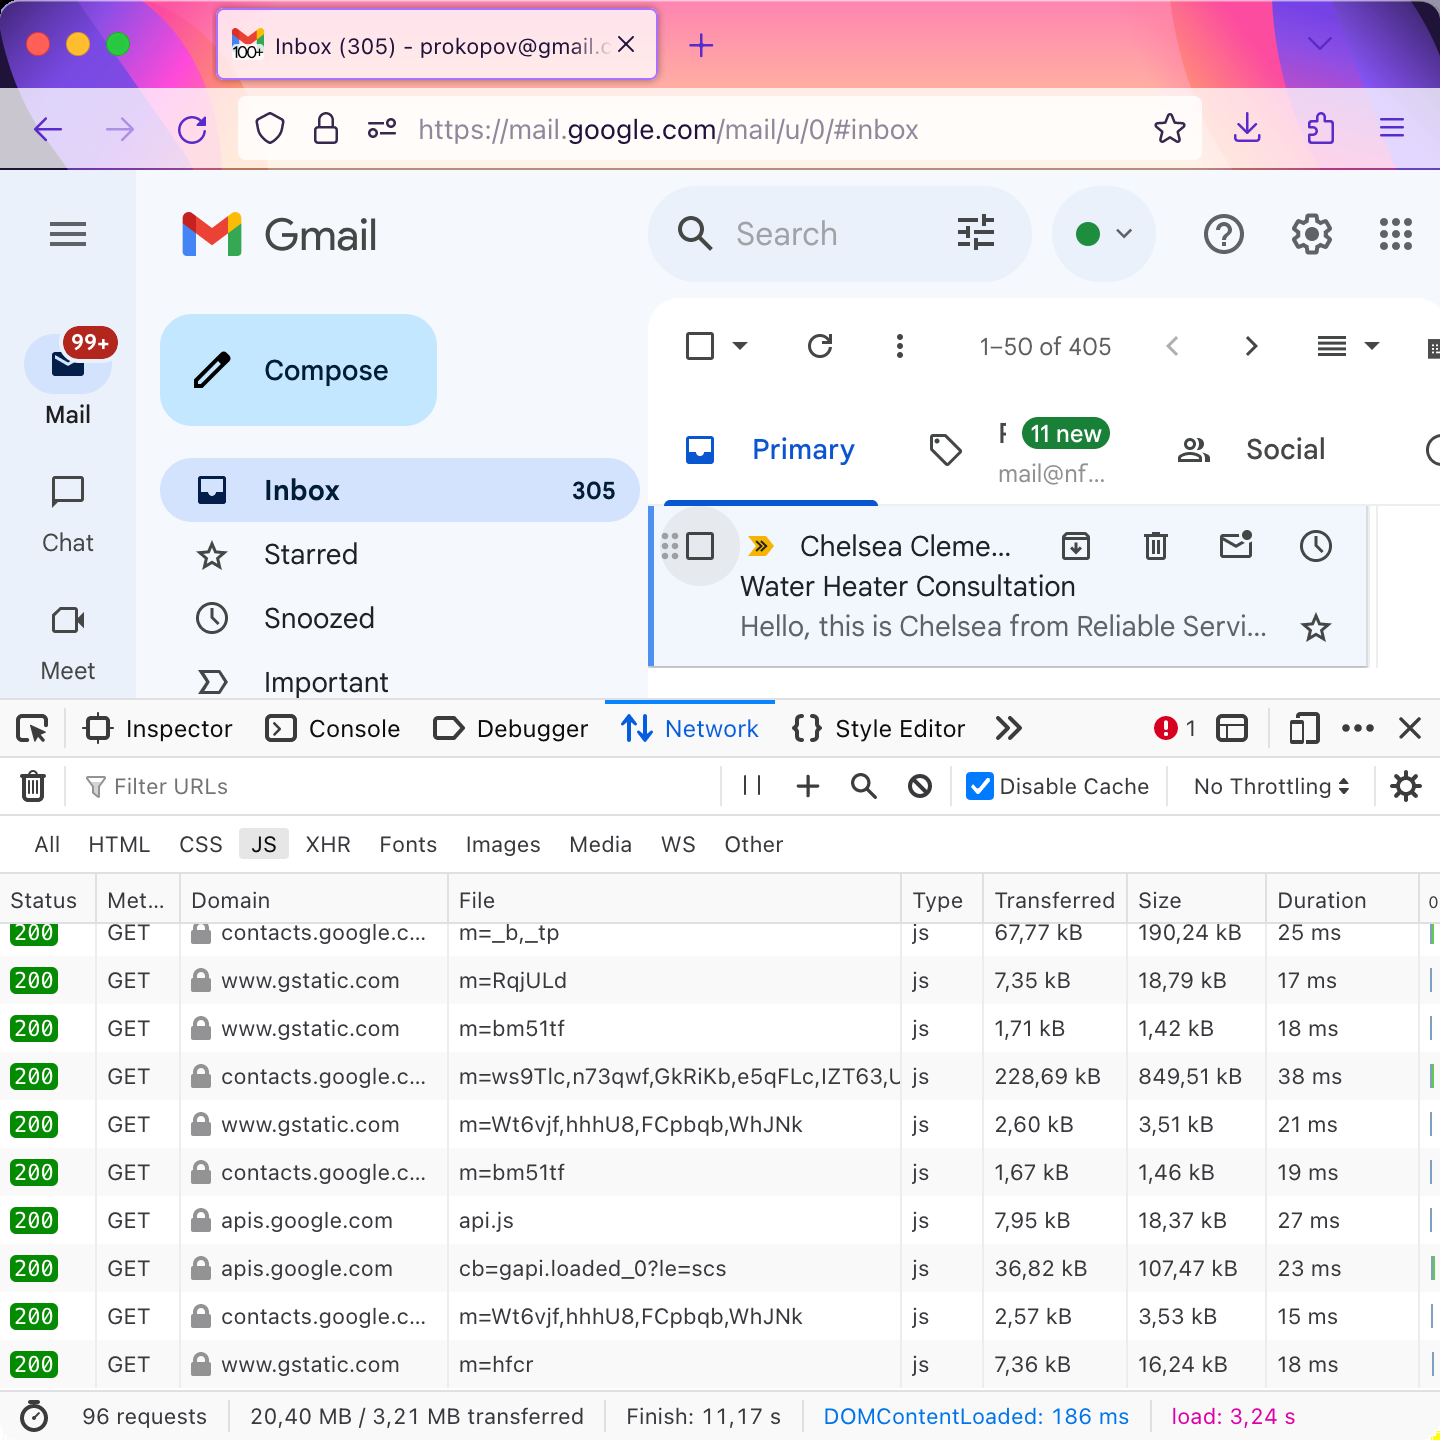 100+
Inbox (305) - prokopov@gmail.c
https://mail.google.com/mail/u/0/#inbox
Gmail
Search
99+
Mail
Compose
1–50 of 405
Chat
Meet
Primary
11 new
mail@nf...
Social
Inbox 305
Starred
Snoozed
Important
Chelsea Cleme...
Water Heater Consultation
Hello, this is Chelsea from Reliable Servi...
Inspector Console Debugger Network Style Editor 1
Filter URLs Disable Cache No Throttling
All HTML CSS JS XHR Fonts Images Media WS Other
Status Met... Domain File Type Transferred Size Duration 0
200 GET contacts.google.c... m=_b,_tp js 67,77 kB 190,24 kB 25 ms
200 GET www.gstatic.com m=RqjULd js 7,35 kB 18,79 kB 17 ms
200 GET www.gstatic.com m=bm51tf js 1,71 kB 1,42 kB 18 ms
200 GET contacts.google.c... m=ws9Tlc,n73qwf,GkRiKb,e5qFLc,IZT63,U js 228,69 kB 849,51 kB 38 ms
200 GET www.gstatic.com m=Wt6vjf,hhhU8,FCpbqb,WhJNk js 2,60 kB 3,51 kB 21 ms
200 GET contacts.google.c... m=bm51tf js 1,67 kB 1,46 kB 19 ms
200 GET apis.google.com api.js js 7,95 kB 18,37 kB 27 ms
200 GET apis.google.com cb=gapi.loaded_0?le=scs js 36,82 kB 107,47 kB 23 ms
200 GET contacts.google.c... m=Wt6vjf,hhhU8,FCpbqb,WhJNk js 2,57 kB 3,53 kB 15 ms
200 GET www.gstatic.com m=hfcr js 7,36 kB 16,24 kB 18 ms
96 requests 20,40 MB / 3,21 MB transferred Finish: 11,17 s DOMContentLoaded: 186 ms load: 3,24 s